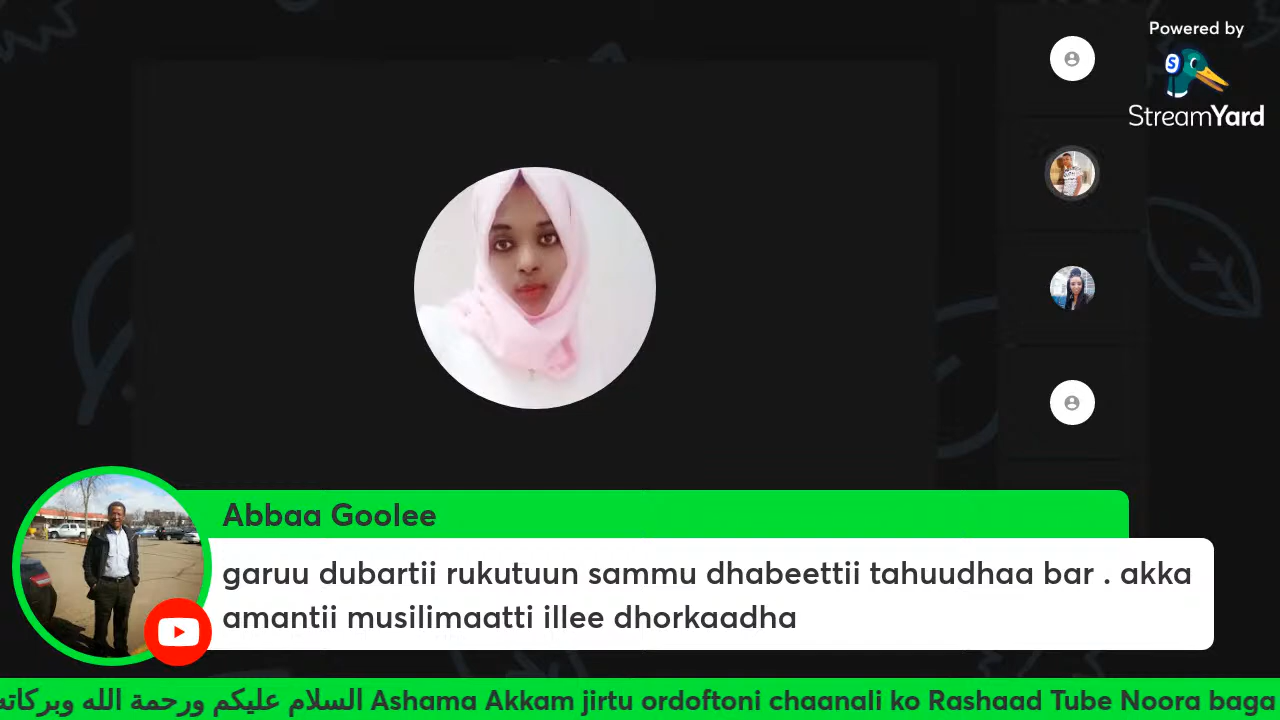 Powered by
S
StreamYard
Abbaa Goolee
garuu dubartii rukutuun sammu dhabeettii tahuudhaa bar . akka
amantii musilimaatti illee dhorkaadha
السلام عليكم ورحمة الله وبركاته Ashama Akkam jirtu ordoftoni chaanali ko Rashaad Tube Noora baga